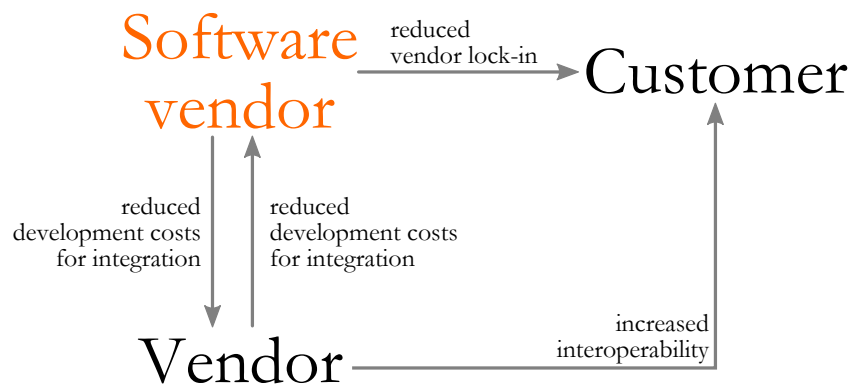 Software
vendor
reduced
vendor lock-in
Customer
reduced
development costs
for integration
reduced
development costs
for integration
increased
interoperability
Vendor